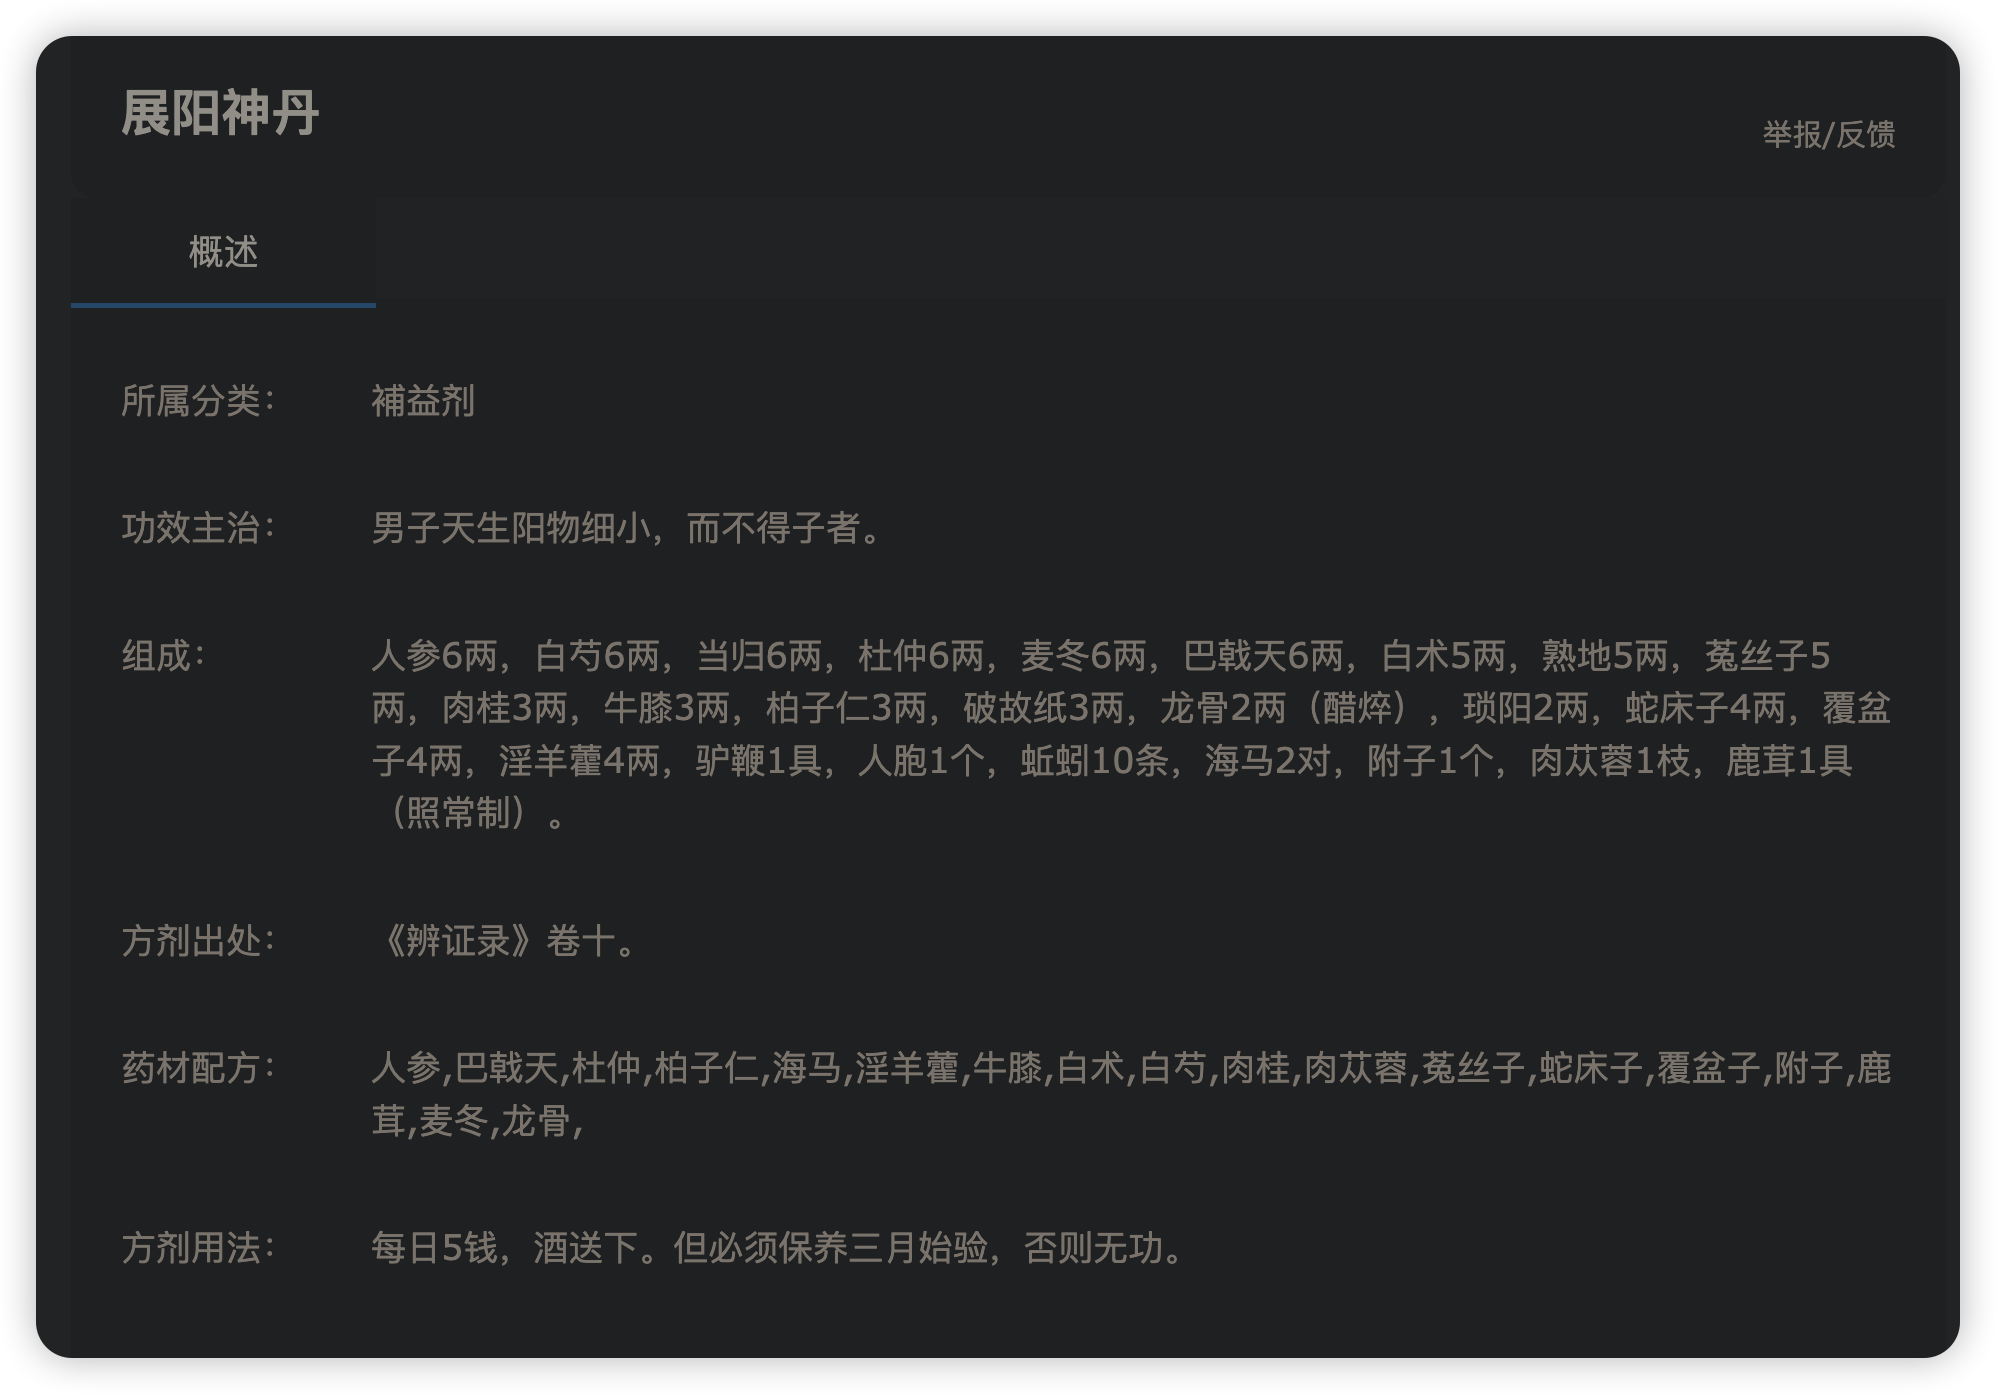 展阳神丹
举报/反馈
概述
所属分类： 補益剂
功效主治： 男子天生阳物细小，而不得子者。
组成： 人参6两，白芍6两，当归6两，杜仲6两，麦冬6两，巴戟天6两，白术5两，熟地5两，菟丝子5
两，肉桂3两，牛膝3两，柏子仁3两，破故纸3两，龙骨2两（醋焠），琐阳2两，蛇床子4两，覆盆
子4两，淫羊藿4两，驴鞭1具，人胞1个，蚯蚓10条，海马2对，附子1个，肉苁蓉1枝，鹿茸1具
（照常制）。
方剂出处： 《辨证录》卷十。
药材配方： 人参,巴戟天,杜仲,柏子仁,海马,淫羊藿,牛膝,白术,白芍,肉桂,肉苁蓉,菟丝子,蛇床子,覆盆子,附子,鹿
茸,麦冬,龙骨,
方剂用法： 每日5钱，酒送下。但必须保养三月始验，否则无功。